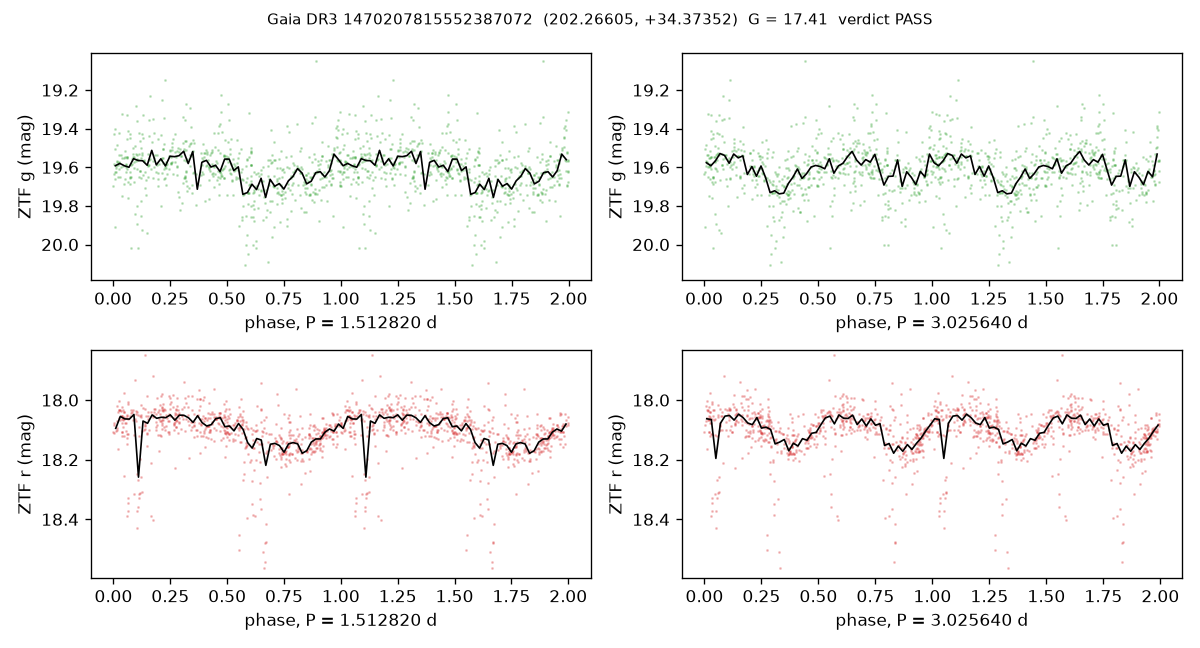 Gaia DR3 1470207815552387072 (202.26605, +34.37352) G = 17.41 verdict PASS
ZTF g (mag)
19.2
19.4
19.6
19.8
20.0
0.00 0.25 0.50 0.75 1.00 1.25 1.50 1.75 2.00
phase, P = 1.512820 d
ZTF g (mag)
19.2
19.4
19.6
19.8
20.0
0.00 0.25 0.50 0.75 1.00 1.25 1.50 1.75 2.00
phase, P = 3.025640 d
ZTF r (mag)
18.0
18.2
18.4
0.00 0.25 0.50 0.75 1.00 1.25 1.50 1.75 2.00
phase, P = 1.512820 d
ZTF r (mag)
18.0
18.2
18.4
0.00 0.25 0.50 0.75 1.00 1.25 1.50 1.75 2.00
phase, P = 3.025640 d